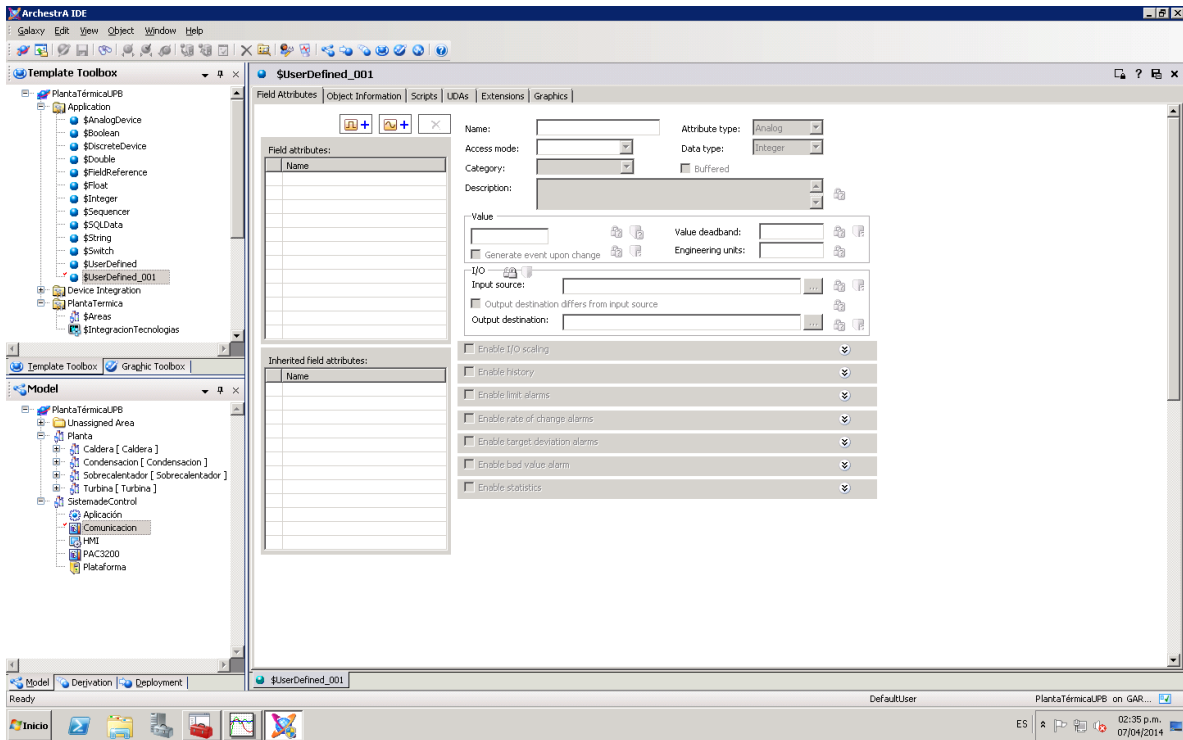 ArchestrA IDE
Galaxy Edit View Object Window Help
Template Toolbox
PlantaTérmicaUPB
Application
$AnalogDevice
$Boolean
$DiscreteDevice
$Double
$FieldReference
$Float
$Integer
$Sequencer
$SQLData
$String
$Switch
$UserDefined
$UserDefined_001
Device Integration
PlantaTermica
$Areas
$IntegracionTecnologias
Template Toolbox Graphic Toolbox
Model
PlantaTérmicaUPB
Unassigned Area
Planta
Caldera [ Caldera ]
Condensacion [ Condensacion ]
Sobrecalentador [ Sobrecalentador ]
Turbina [ Turbina ]
SistemadeControl
Aplicación
Comunicacion
HMI
PAC3200
Plataforma
Model Derivation Deployment
$UserDefined_001
Field Attributes Object Information Scripts UDAs Extensions Graphics
Field attributes:
Name
Inherited field attributes:
Name
Name: Attribute type: Analog
Access mode: Data type: Integer
Category: Buffered
Description:
Value
Value deadband:
Generate event upon change Engineering units:
I/O
Input source: ...
Output destination differs from input source
Output destination: ...
Enable I/O scaling
Enable history
Enable limit alarms
Enable rate of change alarms
Enable target deviation alarms
Enable bad value alarm
Enable statistics
$UserDefined_001
Ready DefaultUser PlantaTérmicaUPB on GAR...
Inicio ES 02:35 p.m.
07/04/2014